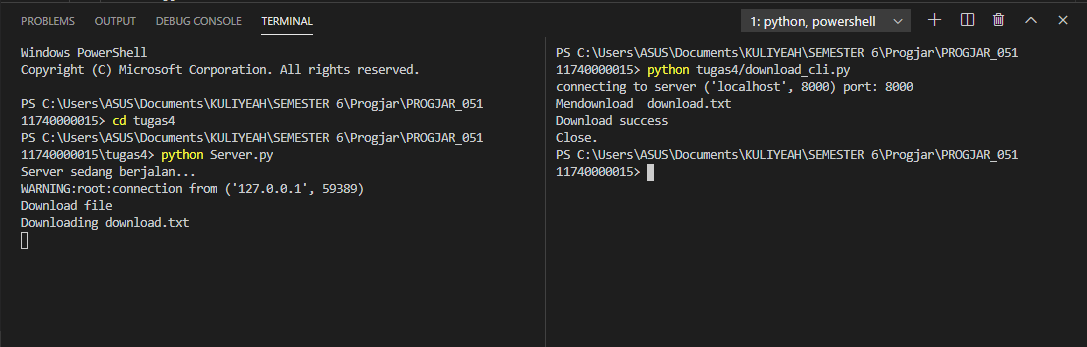 PROBLEMS OUTPUT DEBUG CONSOLE TERMINAL
1: python, powershell
Windows PowerShell
Copyright (C) Microsoft Corporation. All rights reserved.
PS C:\Users\ASUS\Documents\KULIYEAH\SEMESTER 6\Progjar\PROGJAR_051
11740000015> cd tugas4
PS C:\Users\ASUS\Documents\KULIYEAH\SEMESTER 6\Progjar\PROGJAR_051
11740000015\tugas4> python Server.py
Server sedang berjalan...
WARNING:root:connection from ('127.0.0.1', 59389)
Download file
Downloading download.txt
PS C:\Users\ASUS\Documents\KULIYEAH\SEMESTER 6\Progjar\PROGJAR_051
11740000015> python tugas4/download_cli.py
connecting to server ('localhost', 8000) port: 8000
Mendownload  download.txt
Download success
Close.
PS C:\Users\ASUS\Documents\KULIYEAH\SEMESTER 6\Progjar\PROGJAR_051
11740000015>